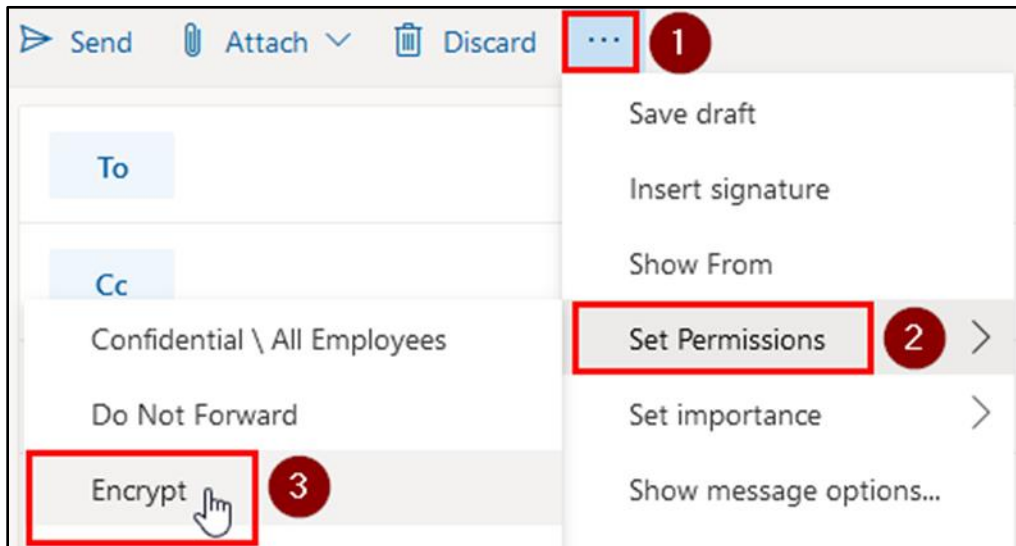 Send Attach Discard ... 1
Save draft
To
Insert signature
Show From
Cc
Confidential \ All Employees
Set Permissions 2
Do Not Forward
Set importance
Encrypt 3
Show message options...